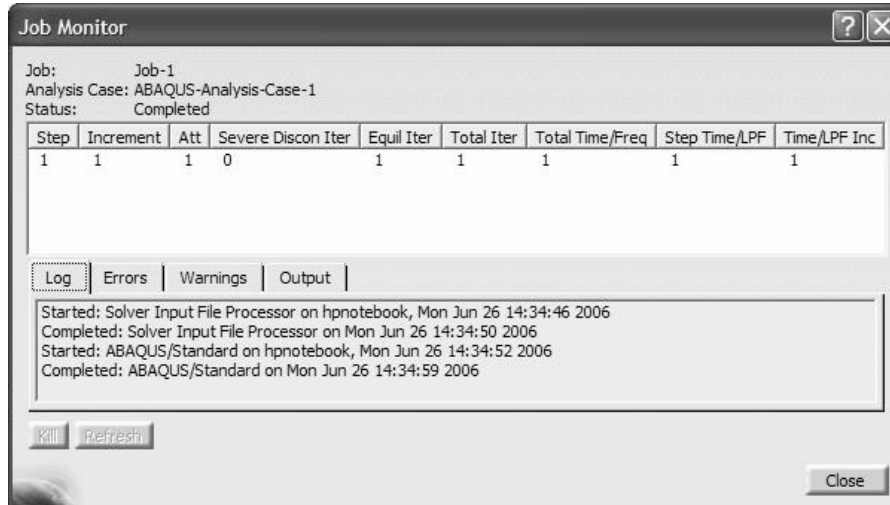 Job Monitor
Job: Job-1
Analysis Case: ABAQUS-Analysis-Case-1
Status: Completed
Step Increment Att Severe Discon Iter Equil Iter Total Iter Total Time/Freq Step Time/LPF Time/LPF Inc
1 1 1 0 1 1 1 1 1
Log Errors Warnings Output
Started: Solver Input File Processor on hpnotebook, Mon Jun 26 14:34:46 2006
Completed: Solver Input File Processor on Mon Jun 26 14:34:50 2006
Started: ABAQUS/Standard on hpnotebook, Mon Jun 26 14:34:52 2006
Completed: ABAQUS/Standard on Mon Jun 26 14:34:59 2006
Kill Refresh
Close